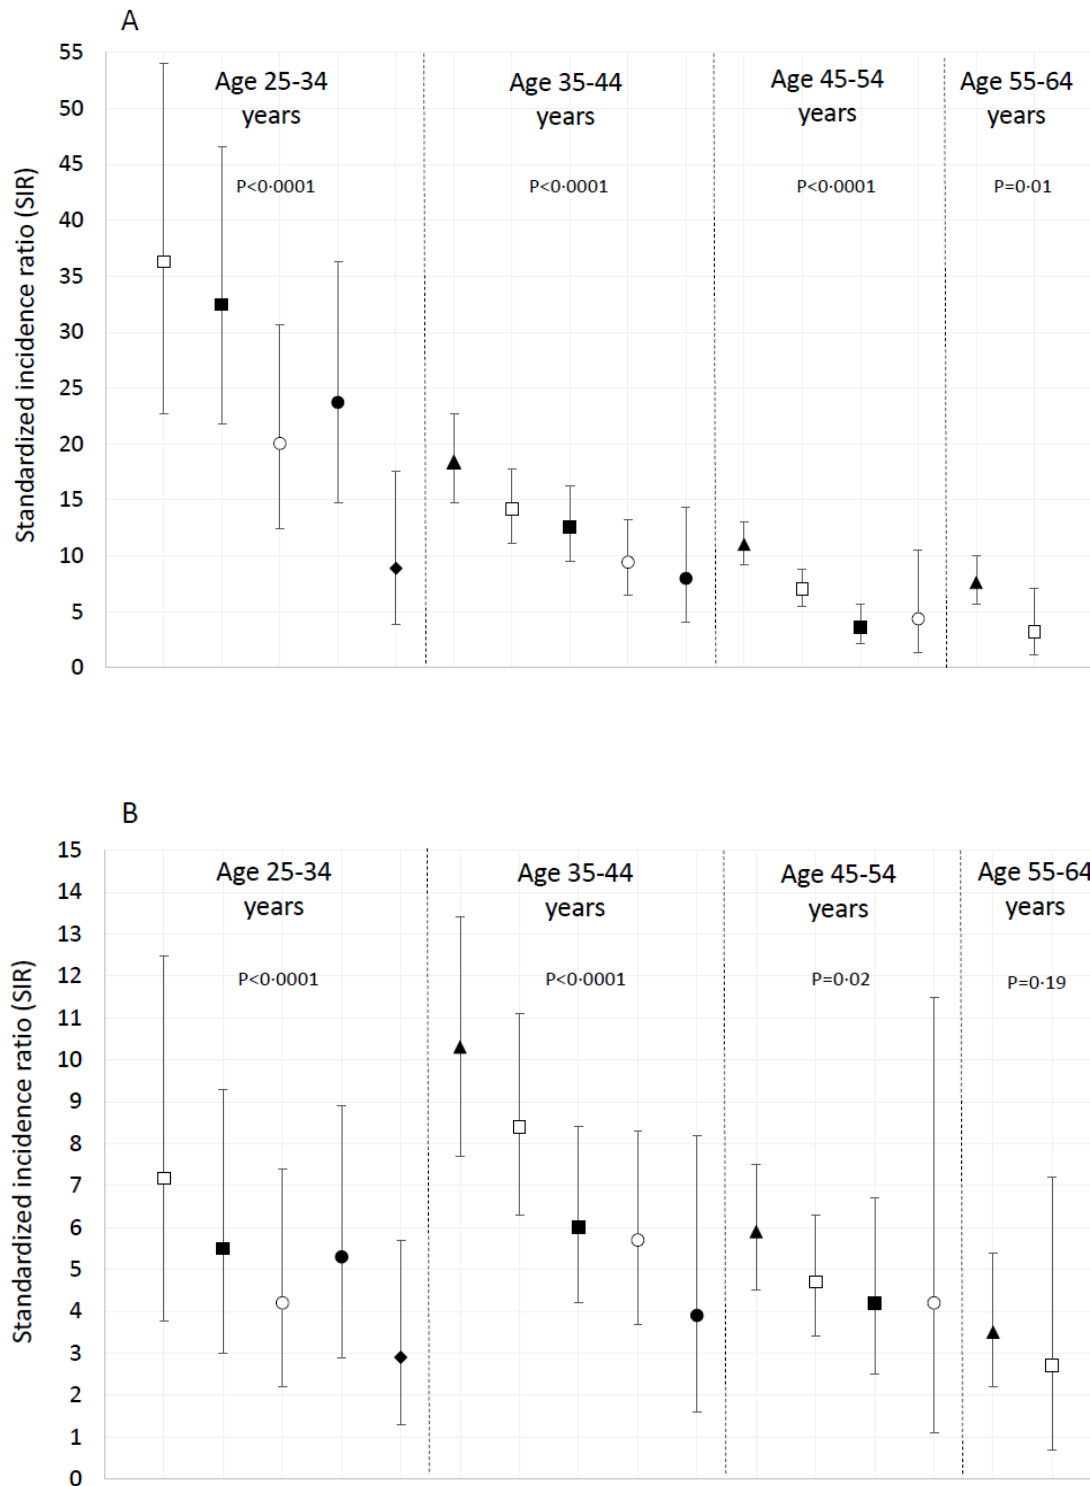 A
Standardized incidence ratio (SIR)
55
50
45
40
35
30
25
20
15
10
5
0
Age 25-34
years
P<0·0001
Age 35-44
years
P<0·0001
Age 45-54
years
P<0·0001
Age 55-64
years
P=0·01
B
Standardized incidence ratio (SIR)
15
14
13
12
11
10
9
8
7
6
5
4
3
2
1
0
Age 25-34
years
P<0·0001
Age 35-44
years
P<0·0001
Age 45-54
years
P=0·02
Age 55-64
years
P=0·19